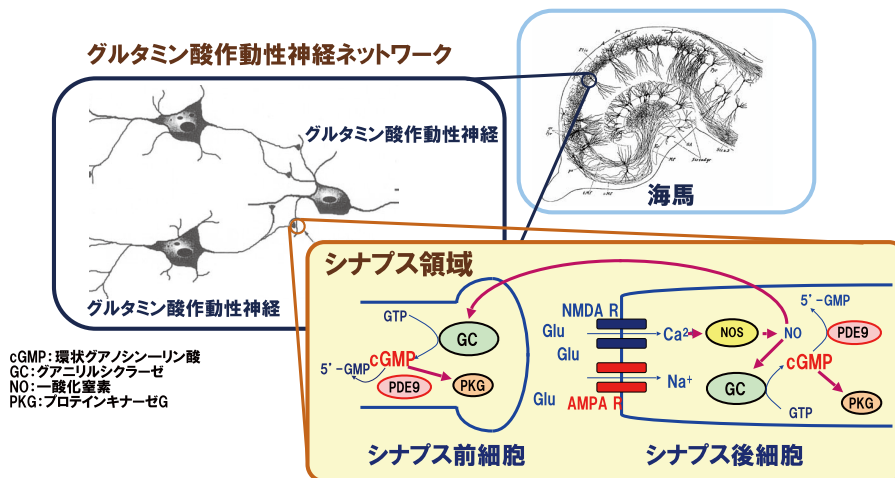 グルタミン酸作動性神経ネットワーク
グルタミン酸作動性神経
グルタミン酸作動性神経
海馬
シナプス領域
GTP
GC
cGMP
5’-GMP
PDE9
PKG
シナプス前細胞
NMDA R
Glu
Glu
Glu
AMPA R
Ca²
Na⁺
NOS
NO
5’-GMP
PDE9
cGMP
GC
GTP
PKG
シナプス後細胞
cGMP：環状グアノシンーリン酸
GC：グアニリルシクラーゼ
NO：一酸化窒素
PKG：プロテインキナーゼG